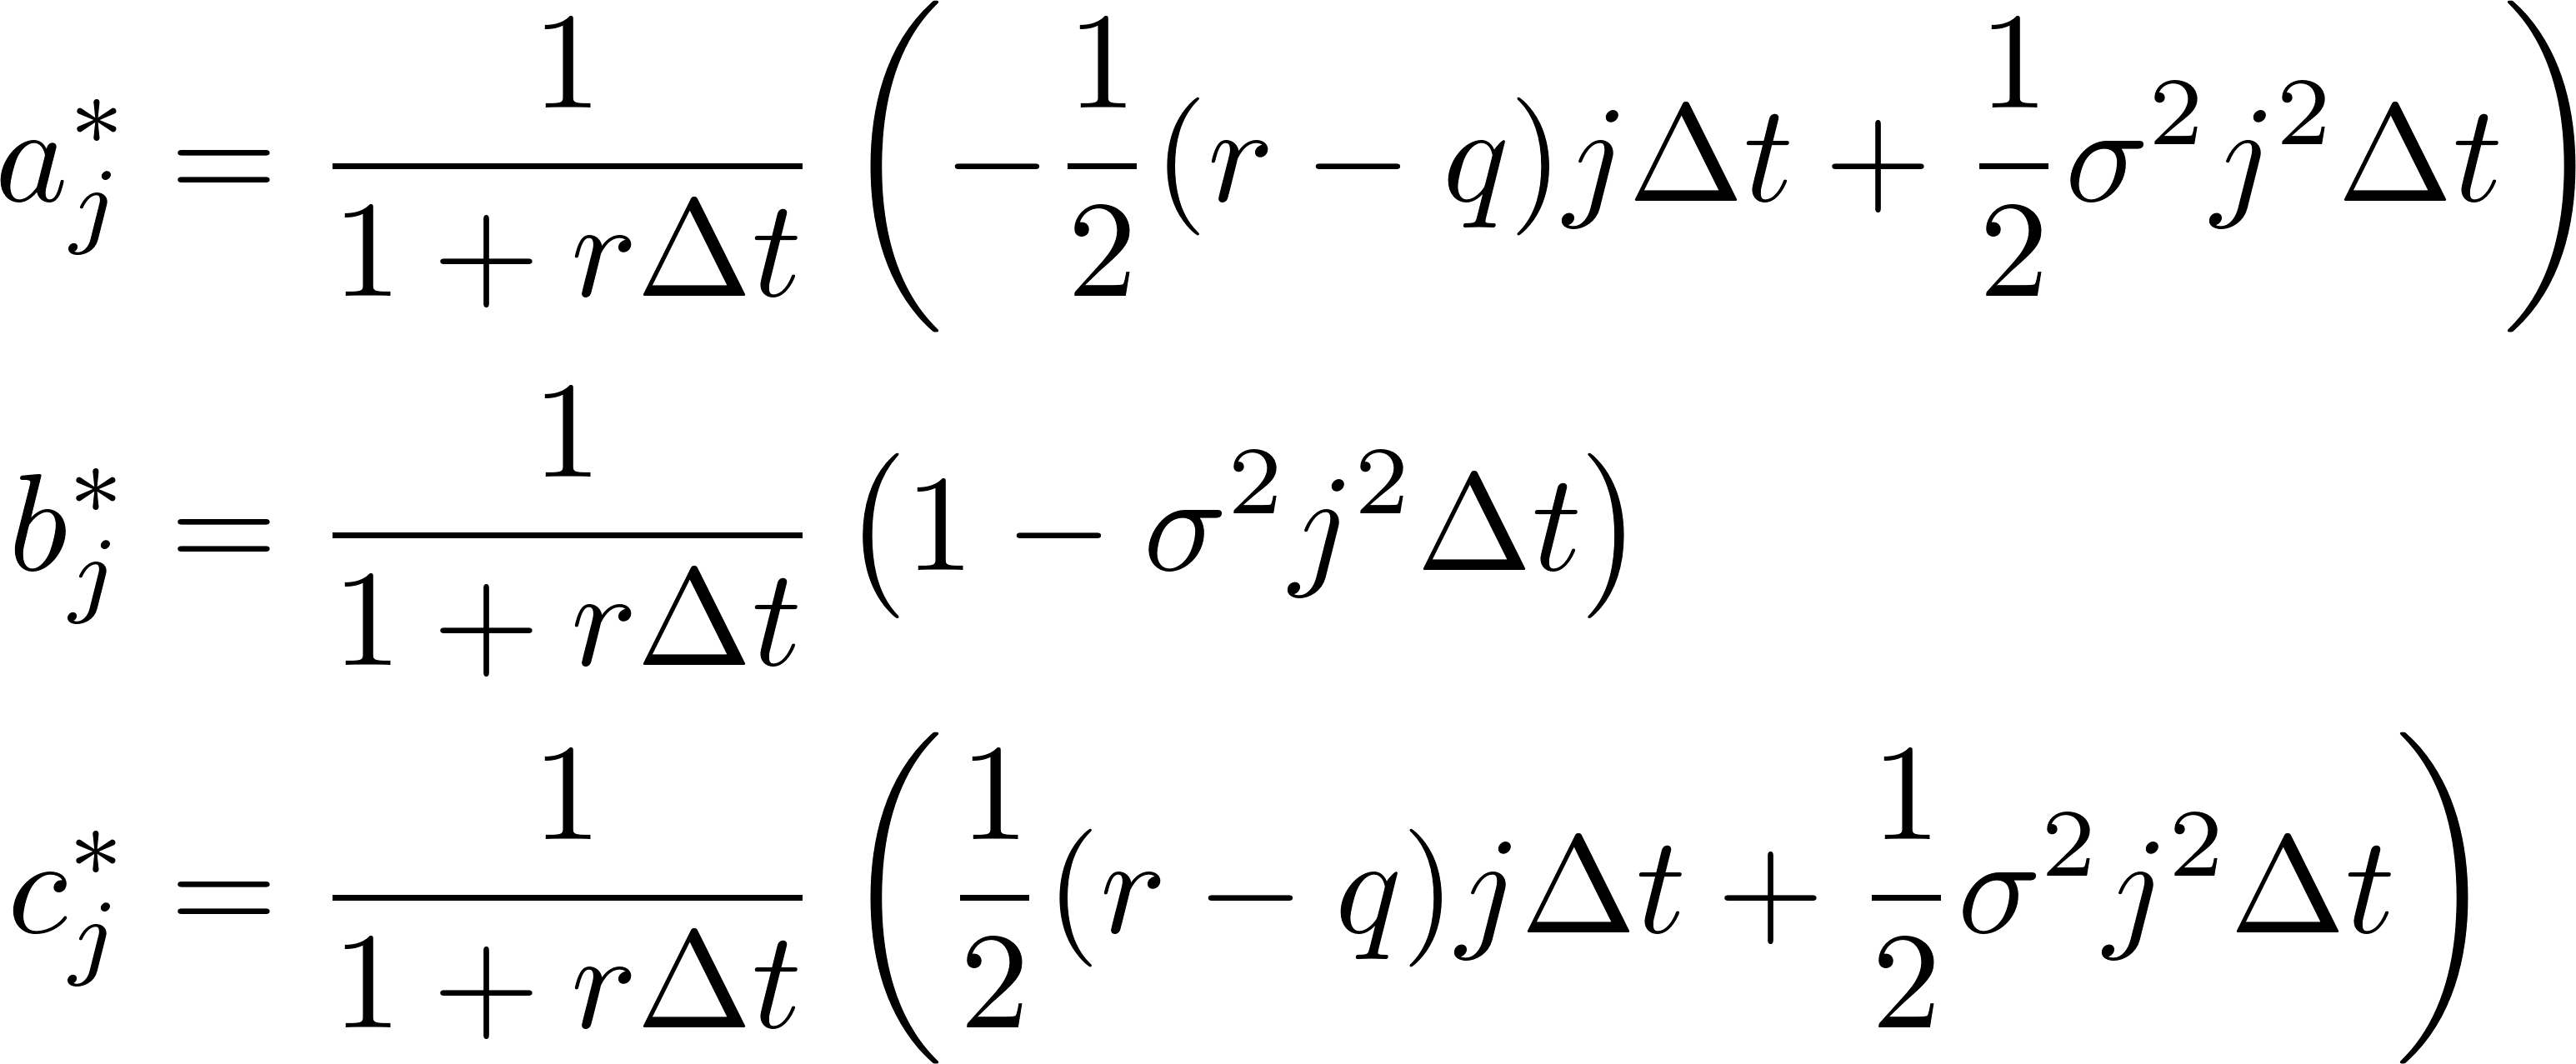 a_j^* = \frac{1}{1 + r\Delta t} \left( -\frac{1}{2}(r - q)j\Delta t + \frac{1}{2}\sigma^2 j^2 \Delta t \right)
b_j^* = \frac{1}{1 + r\Delta t} (1 - \sigma^2 j^2 \Delta t)
c_j^* = \frac{1}{1 + r\Delta t} \left( \frac{1}{2}(r - q)j\Delta t + \frac{1}{2}\sigma^2 j^2 \Delta t \right)